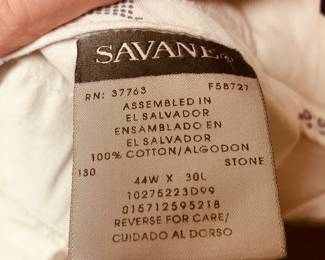 SAVANE®
RN: 37763 F58727
ASSEMBLED IN
EL SALVADOR
ENSAMBLADO EN
EL SALVADOR
100% COTTON/ALGODON
130 STONE
44W X 30L
10275223D99
015712595218
REVERSE FOR CARE/
CUIDADO AL DORSO